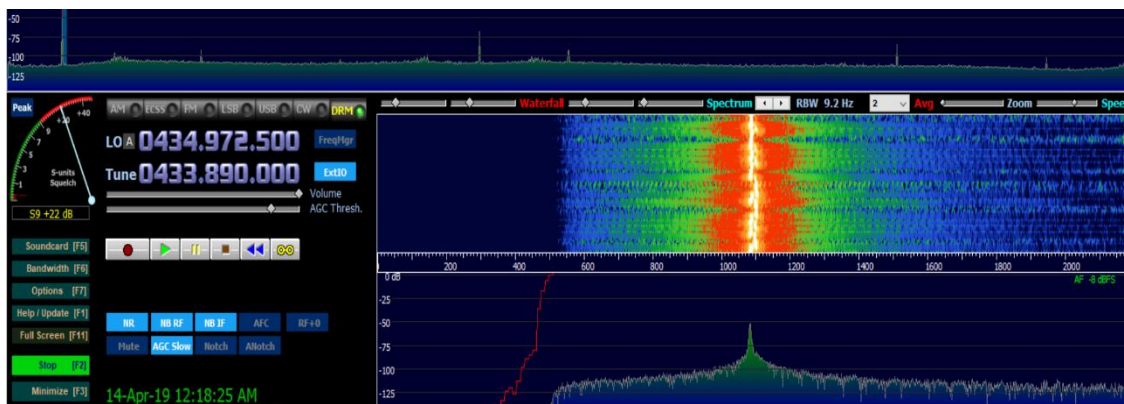 -50
-75
-100
-125
Peak
+20 +40
9
7
5
3
1
S-units
Squelch
S9 +22 dB
AM ECSS FM LSB USB CW DRM
LO A 0434.972.500 FreqMgr
Tune 0433.890.000 ExtIO
Volume
AGC Thresh.
Soundcard [F5]
Bandwidth [F6]
Options [F7]
Help / Update [F1]
Full Screen [F11]
Stop [F2]
Minimize [F3]
NR NB RF NB IF AFC RF+0
Mute AGC Slow Notch ANotch
14-Apr-19 12:18:25 AM
Waterfall Spectrum RBW 9.2 Hz 2 Avg Zoom Spee
200 400 600 800 1000 1200 1400 1600 1800 2000
0 dB AF -8 dBFS
-25
-50
-75
-100
-125